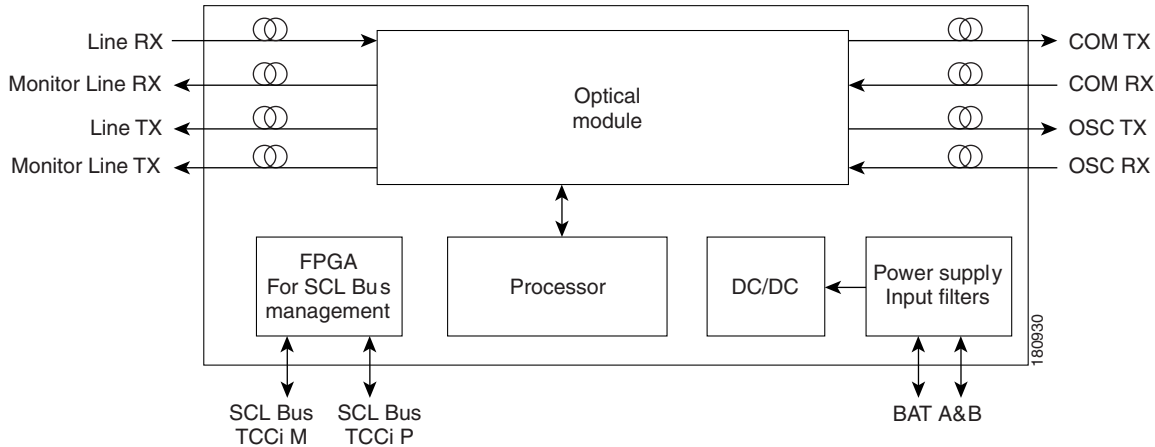 Line RX
Monitor Line RX
Line TX
Monitor Line TX
Optical
module
COM TX
COM RX
OSC TX
OSC RX
FPGA
For SCL Bus
management
Processor
DC/DC
Power supply
Input filters
180930
SCL Bus
TCCi M
SCL Bus
TCCi P
BAT A&B